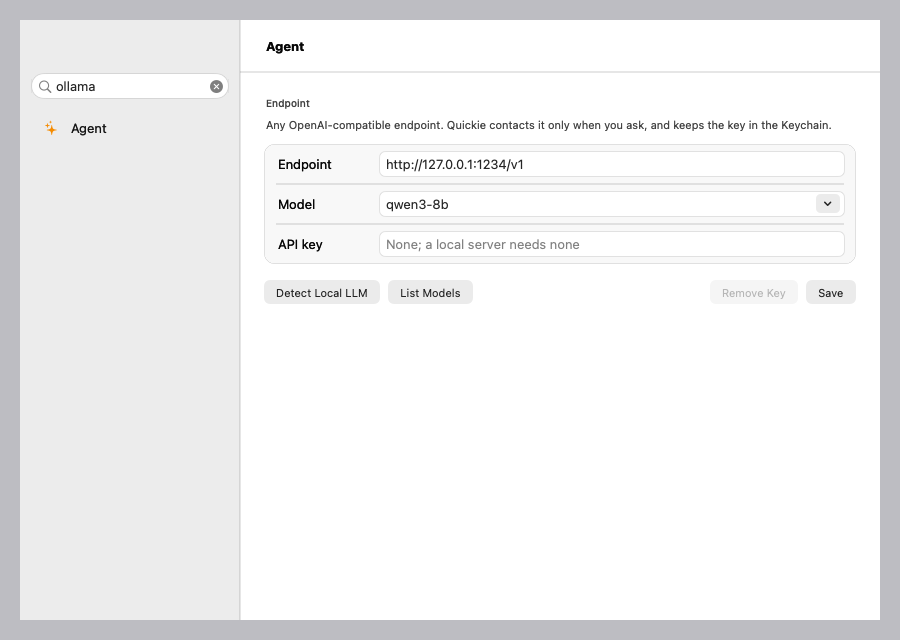 ollama
Agent
Agent
Endpoint
Any OpenAI-compatible endpoint. Quickie contacts it only when you ask, and keeps the key in the Keychain.
Endpoint http://127.0.0.1:1234/v1
Model qwen3-8b
API key None; a local server needs none
Detect Local LLM List Models Remove Key Save